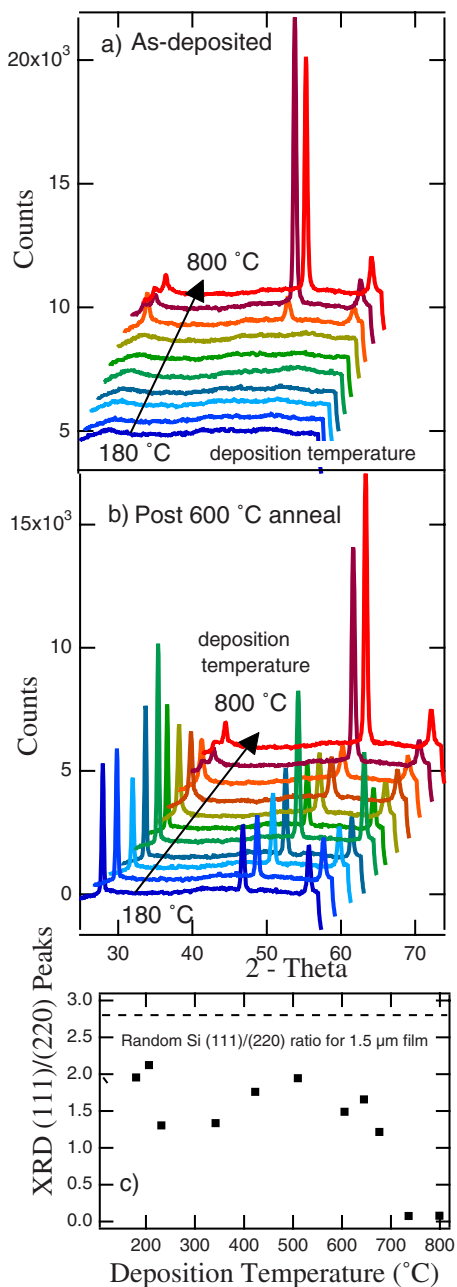 a) As-deposited
20x10³
15
10
5
Counts
800 ˚C
180 ˚C
deposition temperature
b) Post 600 ˚C anneal
15x10³
10
5
0
Counts
deposition
temperature
800 ˚C
180 ˚C
30 40 50 60 70
2 - Theta
XRD (111)/(220) Peaks
3.0
2.5
2.0
1.5
1.0
0.5
0.0
Random Si (111)/(220) ratio for 1.5 µm film
c)
200 300 400 500 600 700 800
Deposition Temperature (˚C)